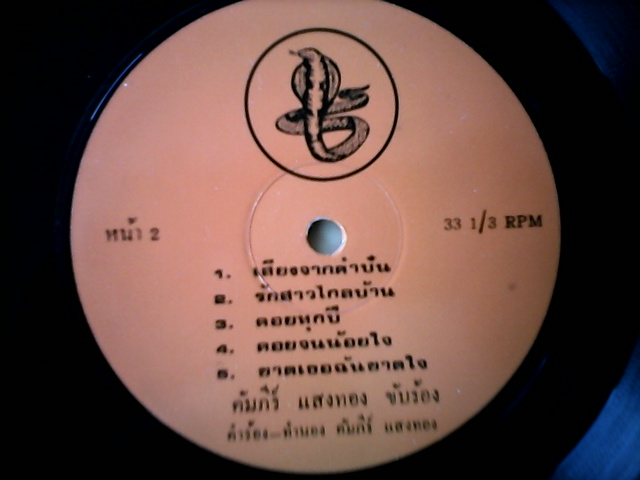 หน้า 2
33 1/3 RPM
1. เสียงจากคำปั่น
2. รักสาวไกลบ้าน
3. คอยทุกปี
4. คอยจนน้อยใจ
5. ขาดเธอฉันขาดใจ
คัมภีร์ แสงทอง ขับร้อง
คำร้อง-ทำนอง คัมภีร์ แสงทอง